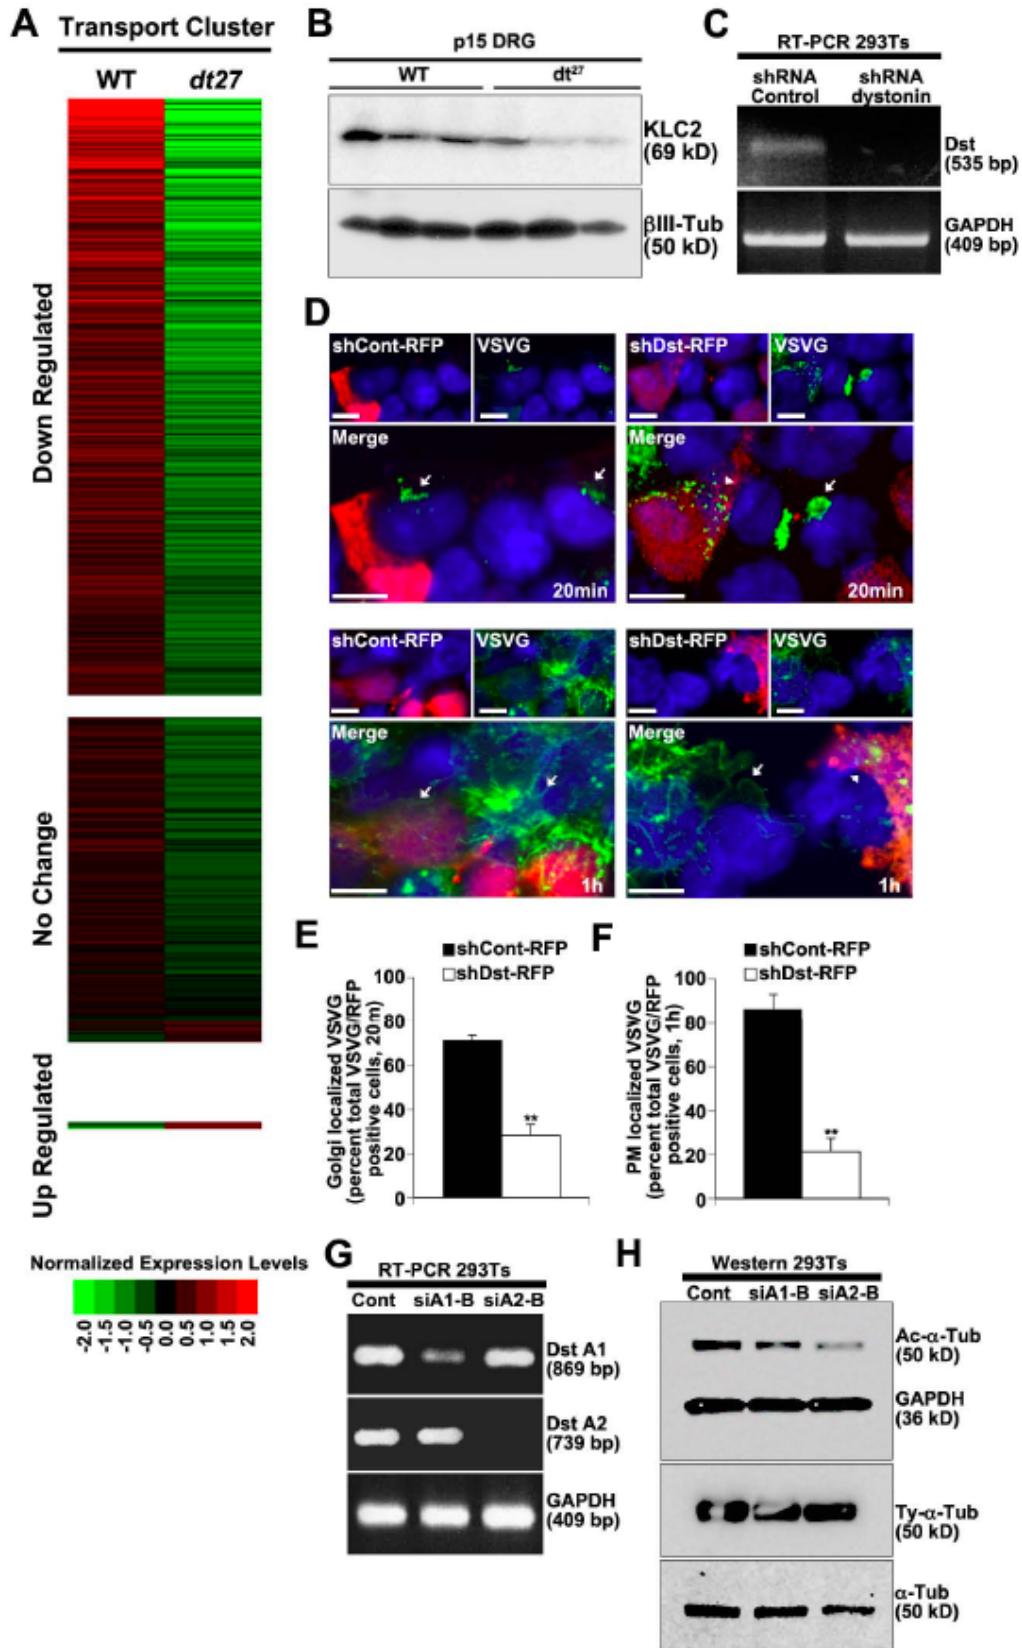 A
Transport Cluster
WT
dt27
Down Regulated
No Change
Up Regulated
Normalized Expression Levels
-2.0
-1.5
-1.0
-0.5
0.0
0.5
1.0
1.5
2.0
B
p15 DRG
WT
dt²⁷
KLC2
(69 kD)
βIII-Tub
(50 kD)
C
RT-PCR 293Ts
shRNA
Control
shRNA
dystonin
Dst
(535 bp)
GAPDH
(409 bp)
D
shCont-RFP
VSVG
Merge
20min
shDst-RFP
VSVG
Merge
20min
shCont-RFP
VSVG
Merge
1h
shDst-RFP
VSVG
Merge
1h
E
shCont-RFP
shDst-RFP
Golgi localized VSVG
(percent total VSVG/RFP
positive cells, 20m)
100
80
60
40
20
0
**
F
shCont-RFP
shDst-RFP
PM localized VSVG
(percent total VSVG/RFP
positive cells, 1h)
100
80
60
40
20
0
**
G
RT-PCR 293Ts
Cont siA1-B siA2-B
Dst A1
(869 bp)
Dst A2
(739 bp)
GAPDH
(409 bp)
H
Western 293Ts
Cont siA1-B siA2-B
Ac-α-Tub
(50 kD)
GAPDH
(36 kD)
Ty-α-Tub
(50 kD)
α-Tub
(50 kD)